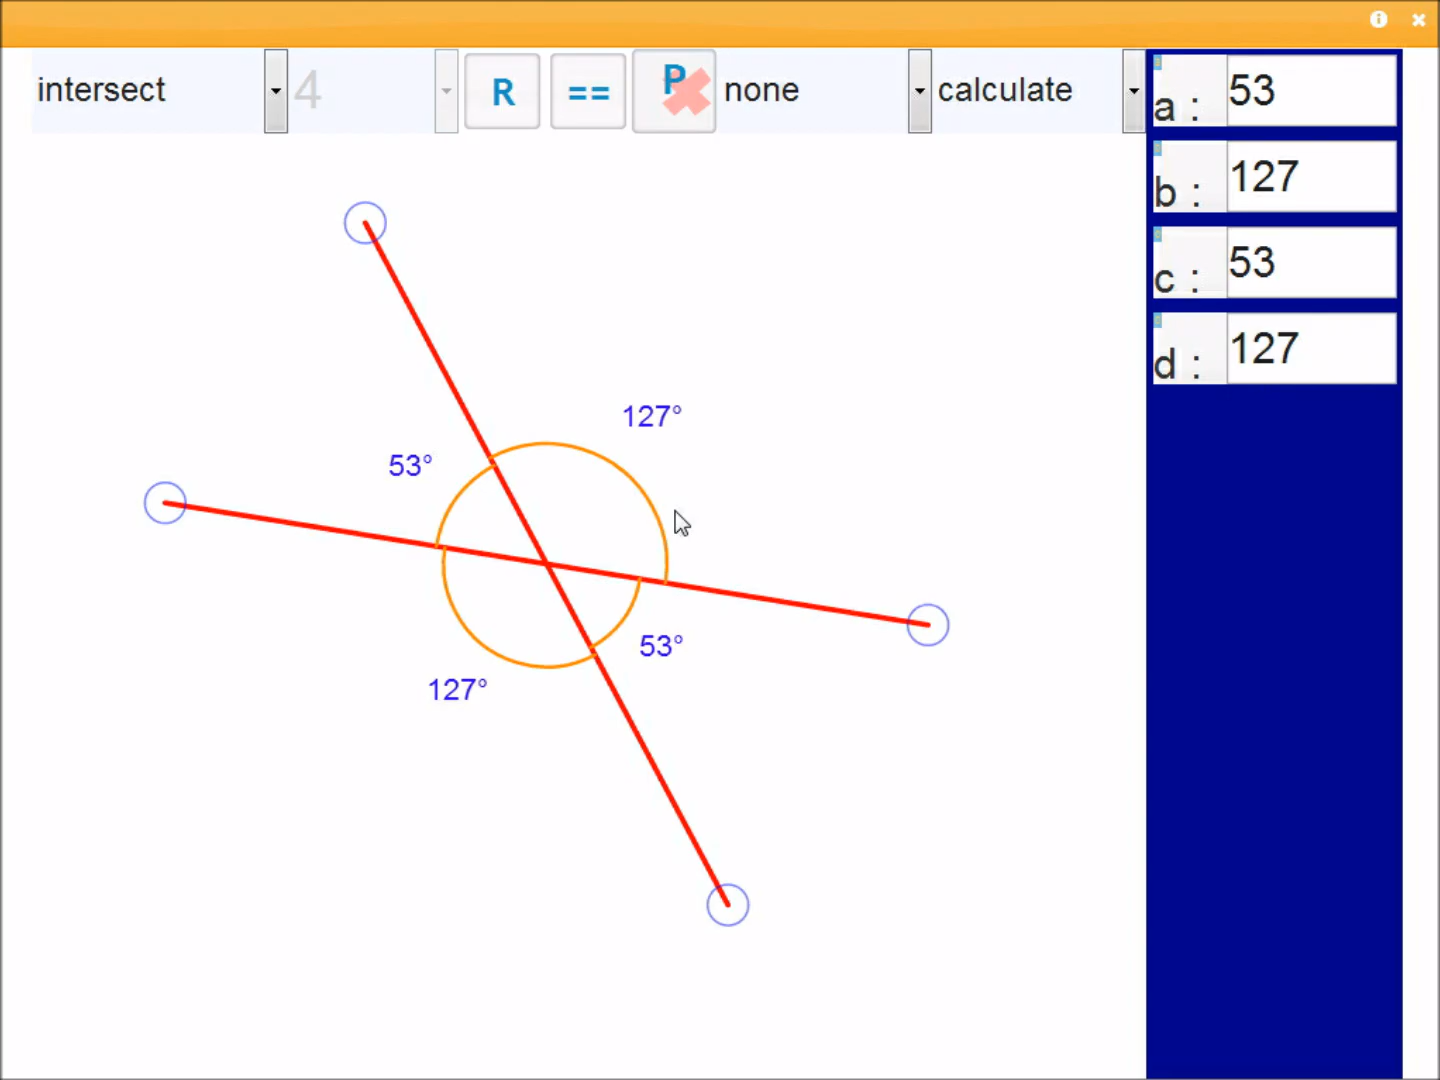 intersect 4 R == P none calculate
a : 53
b : 127
c : 53
d : 127
127°
53°
53°
127°